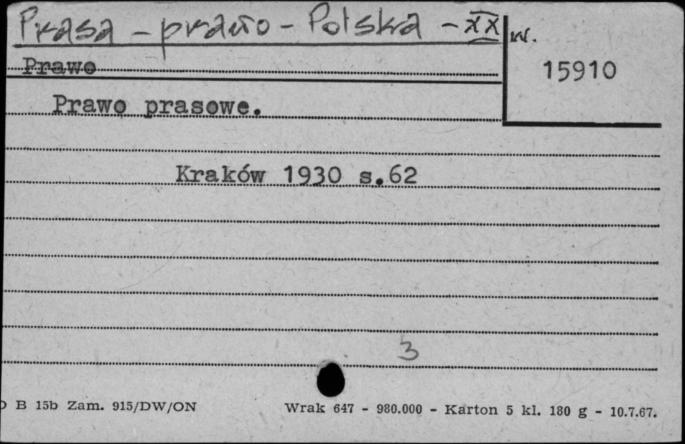 Prasa - prawo - Polska - XX w.
Prawo
15910
Prawo prasowe.
Kraków 1930 s.62
3
D B 15b Zam. 915/DW/ON
Wrak 647 - 980.000 - Karton 5 kl. 180 g - 10.7.67.